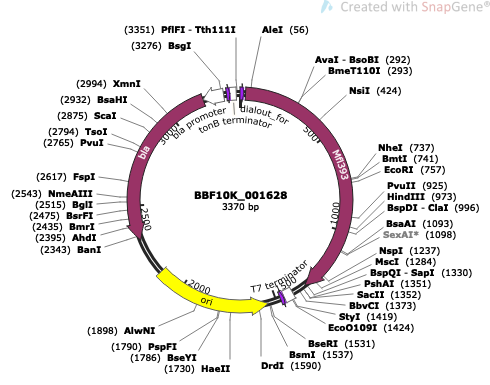 Created with SnapGene®
(3351) PflFI - Tth111I
(3276) BsgI
AleI (56)
AvaI - BsoBI (292)
BmeT110I (293)
NsiI (424)
NheI (737)
BmtI (741)
EcoRI (757)
PvuII (925)
HindIII (973)
BspDI - ClaI (996)
BsaAI (1093)
SexAI* (1098)
NspI (1237)
MscI (1284)
BspQI - SapI (1330)
PshAI (1351)
SacII (1352)
BbvCI (1373)
StyI (1419)
EcoO109I (1424)
BseRI (1531)
BsmI (1537)
DrdI (1590)
HaeII
(1730)
(1786) BseYI
(1790) PspFI
(1898) AlwNI
(2343) BanI
(2395) AhdI
(2435) BmrI
(2475) BsrFI
(2515) BglI
(2543) NmeAIII
(2617) FspI
(2765) PvuI
(2794) TsoI
(2875) ScaI
(2932) BsaHI
(2994) XmnI
bla promoter
tonB terminator
dialout_for
Mfl393
T7 terminator
ori
bla
500
1000
1500
2000
2500
3000
BBF10K_001628
3370 bp